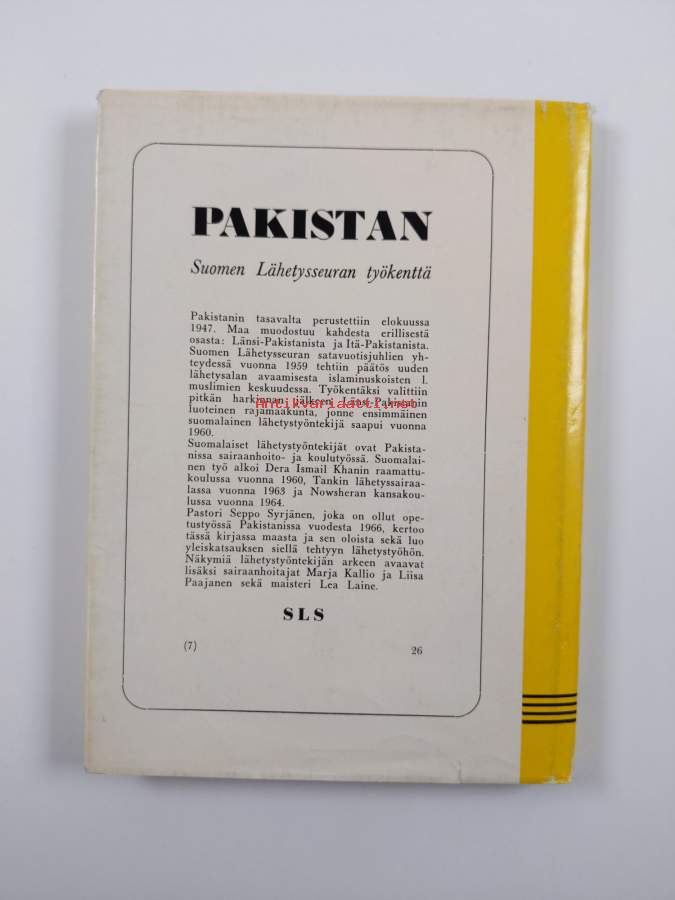 PAKISTAN
Suomen Lähetysseuran työkenttä
Pakistanin tasavalta perustettiin elokuussa
1947. Maa muodostuu kahdesta erillisestä
osasta: Länsi-Pakistanista ja Itä-Pakistanista.
Suomen Lähetysseuran satavuotisjuhlien yh-
teydessä vuonna 1959 tehtiin päätös uuden
lähetysalan avaamisesta islaminuskoisten l.
muslimien keskuudessa. Työkentäksi valittiin
pitkän harkinnan jälkeen Länsi-Pakistanin
Antikvariaatti.net
luoteinen rajamaakunta, jonne ensimmäinen
suomalainen lähetystyöntekijä saapui vuonna
1960.
Suomalaiset lähetystyöntekijät ovat Pakista-
nissa sairaanhoito- ja koulutyössä. Suomalai-
nen työ alkoi Dera Ismail Khanin raamattu-
koulussa vuonna 1960, Tankin lähetyssairaa-
lassa vuonna 1963 ja Nowsheran kansakou-
lussa vuonna 1964.
Pastori Seppo Syrjänen, joka on ollut ope-
tustyössä Pakistanissa vuodesta 1966, kertoo
tässä kirjassa maasta ja sen oloista sekä luo
yleiskatsauksen siellä tehtyyn lähetystyöhön.
Näkymiä lähetystyöntekijän arkeen avaavat
lisäksi sairaanhoitajat Marja Kallio ja Liisa
Paajanen sekä maisteri Lea Laine.
SLS
(7) 26